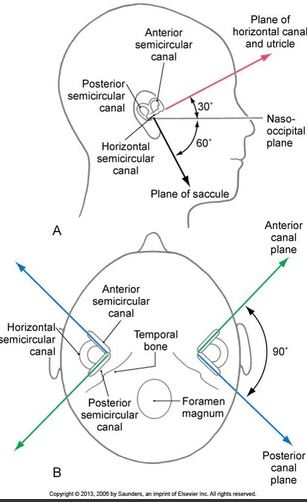 Plane of
horizontal canal
and utricle
Anterior
semicircular
canal
Posterior
semicircular
canal
30°
Naso-
occipital
plane
60°
Horizontal
semicircular
canal
Plane of saccule
A
Anterior
canal
plane
Anterior
semicircular
canal
Horizontal
semicircular
canal
Temporal
bone
90°
Posterior
semicircular
canal
Foramen
magnum
Posterior
canal
plane
B
Copyright © 2013, 2006 by Saunders, an imprint of Elsevier Inc. All rights reserved.